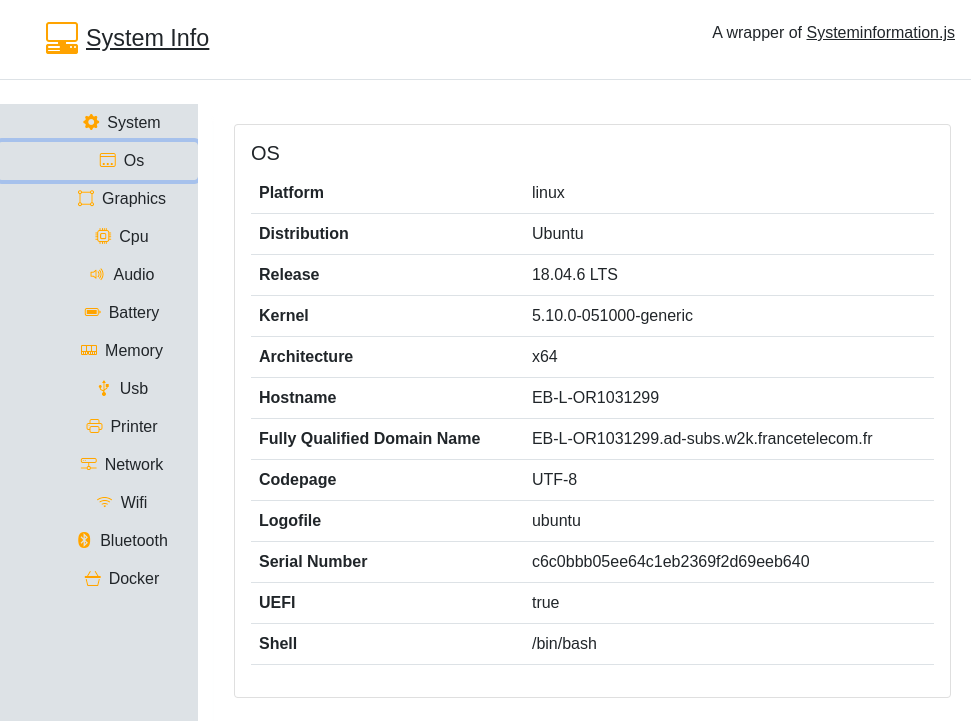 System Info
A wrapper of Systeminformation.js
System
Os
Graphics
Cpu
Audio
Battery
Memory
Usb
Printer
Network
Wifi
Bluetooth
Docker
OS
Platform linux
Distribution Ubuntu
Release 18.04.6 LTS
Kernel 5.10.0-051000-generic
Architecture x64
Hostname EB-L-OR1031299
Fully Qualified Domain Name EB-L-OR1031299.ad-subs.w2k.francetelecom.fr
Codepage UTF-8
Logofile ubuntu
Serial Number c6c0bbb05ee64c1eb2369f2d69eeb640
UEFI true
Shell /bin/bash